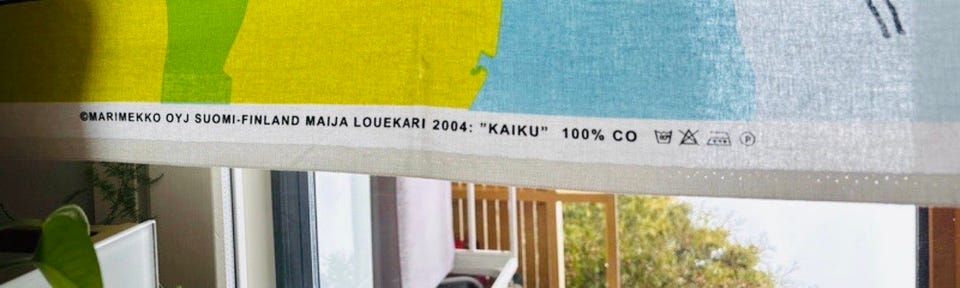 ©MARIMEKKO OYJ SUOMI-FINLAND MAIJA LOUEKARI 2004: "KAIKU" 100% CO P